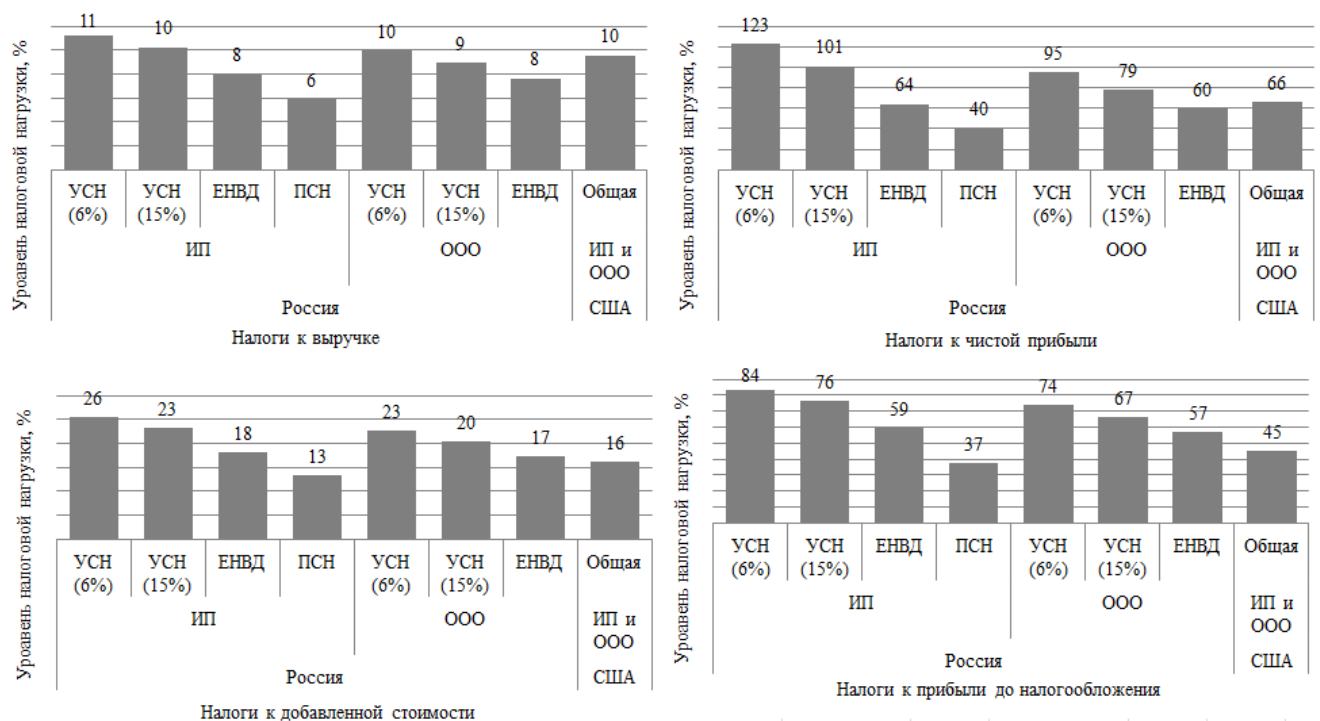 Уроавень налоговой нагрузки, %
11 10 8 6 10 9 8 10
УСН (6%) УСН (15%) ЕНВД ПСН УСН (6%) УСН (15%) ЕНВД Общая
ИП ООО ИП и ООО
Россия США
Налоги к выручке
Уроавень налоговой нагрузки, %
123 101 64 40 95 79 60 66
УСН (6%) УСН (15%) ЕНВД ПСН УСН (6%) УСН (15%) ЕНВД Общая
ИП ООО ИП и ООО
Россия США
Налоги к чистой прибыли
Уроавень налоговой нагрузки, %
26 23 18 13 23 20 17 16
УСН (6%) УСН (15%) ЕНВД ПСН УСН (6%) УСН (15%) ЕНВД Общая
ИП ООО ИП и ООО
Россия США
Налоги к добавленной стоимости
Уроавень налоговой нагрузки, %
84 76 59 37 74 67 57 45
УСН (6%) УСН (15%) ЕНВД ПСН УСН (6%) УСН (15%) ЕНВД Общая
ИП ООО ИП и ООО
Россия США
Налоги к прибыли до налогообложения